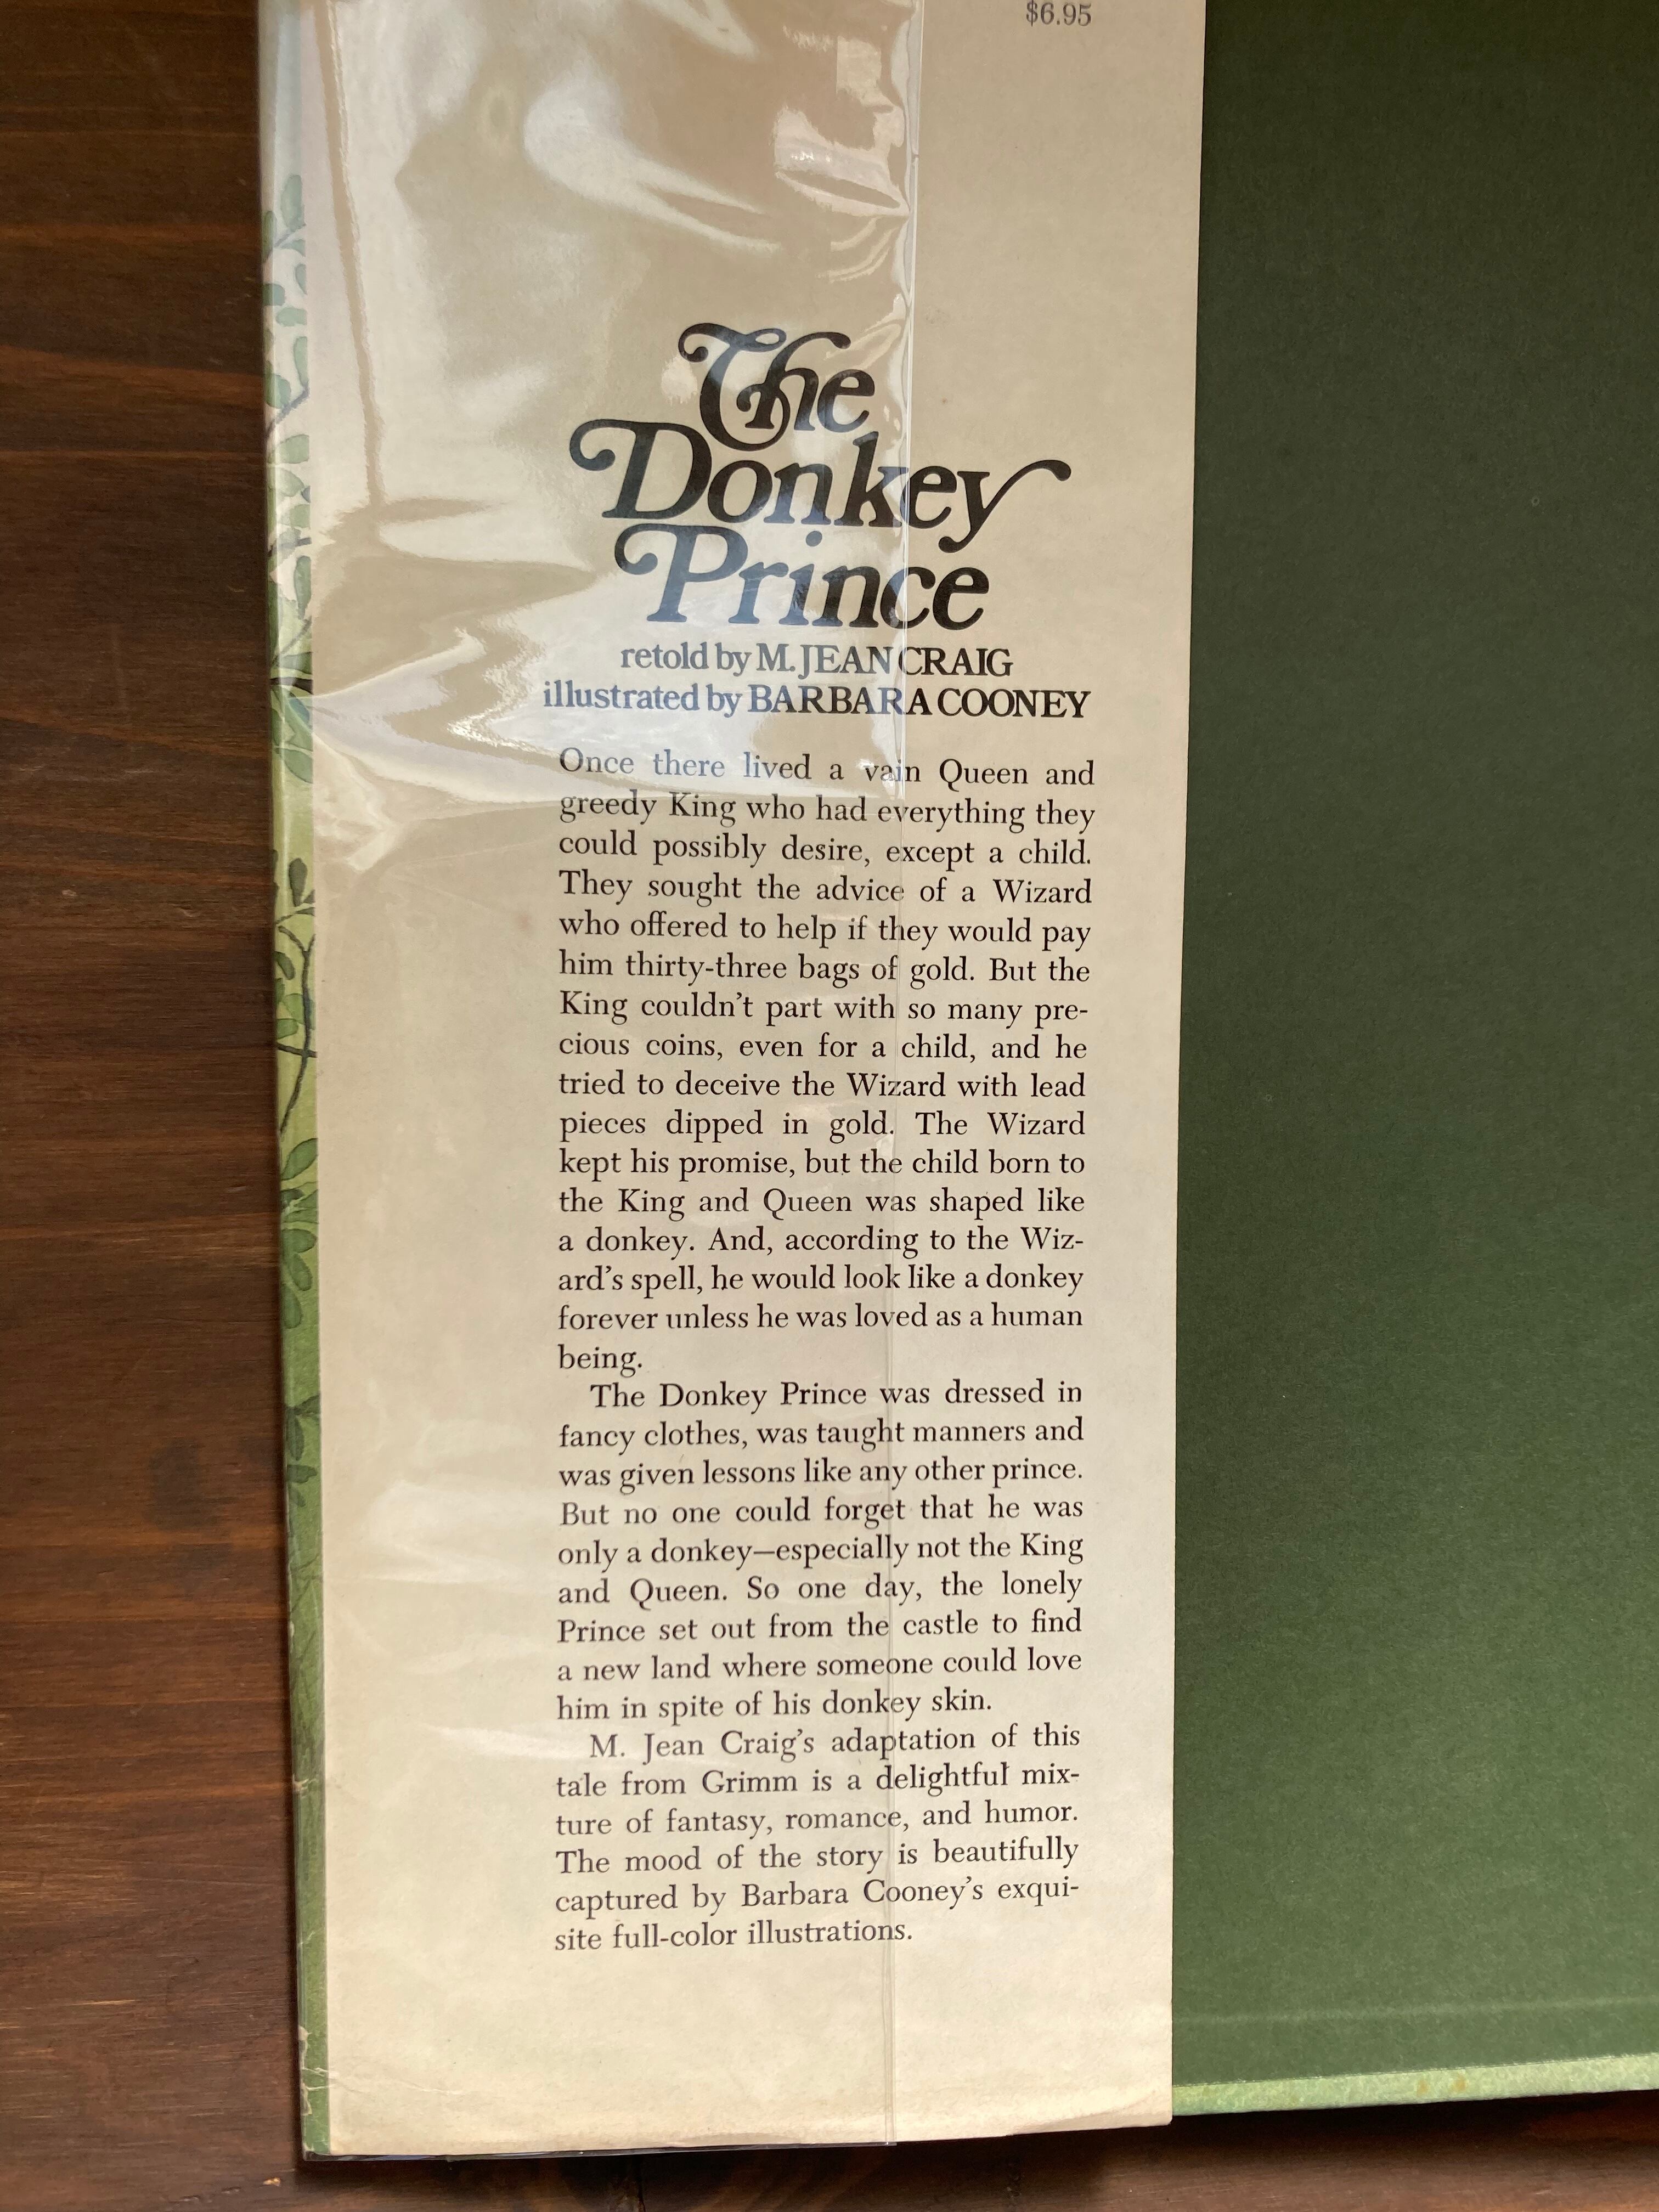 $6.95
The
Donkey
Prince
retold by M. JEAN CRAIG
illustrated by BARBARA COONEY
Once there lived a vain Queen and
greedy King who had everything they
could possibly desire, except a child.
They sought the advice of a Wizard
who offered to help if they would pay
him thirty-three bags of gold. But the
King couldn't part with so many pre-
cious coins, even for a child, and he
tried to deceive the Wizard with lead
pieces dipped in gold. The Wizard
kept his promise, but the child born to
the King and Queen was shaped like
a donkey. And, according to the Wiz-
ard's spell, he would look like a donkey
forever unless he was loved as a human
being.
The Donkey Prince was dressed in
fancy clothes, was taught manners and
was given lessons like any other prince.
But no one could forget that he was
only a donkey—especially not the King
and Queen. So one day, the lonely
Prince set out from the castle to find
a new land where someone could love
him in spite of his donkey skin.
M. Jean Craig's adaptation of this
tale from Grimm is a delightful mix-
ture of fantasy, romance, and humor.
The mood of the story is beautifully
captured by Barbara Cooney's exqui-
site full-color illustrations.